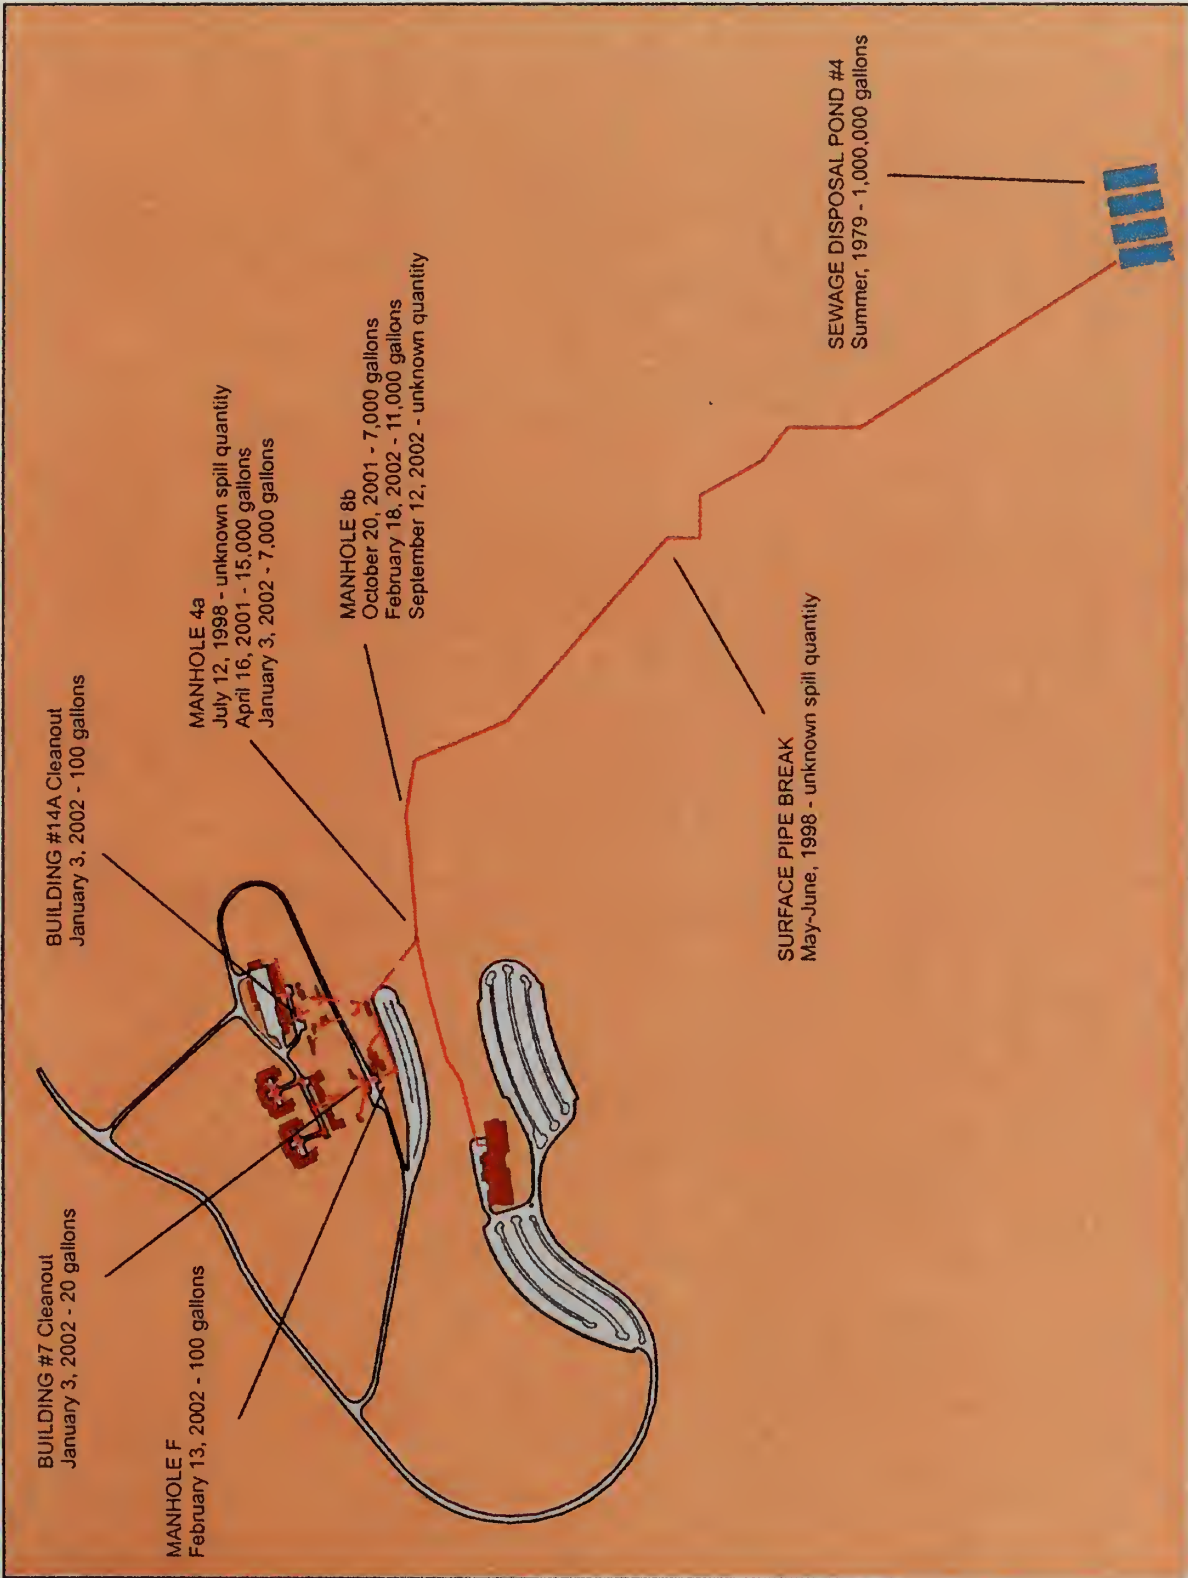 BUILDING #7 Cleanout
January 3, 2002 - 20 gallons
MANHOLE F
February 13, 2002 - 100 gallons
BUILDING #14A Cleanout
January 3, 2002 - 100 gallons
MANHOLE 4a
July 12, 1998 - unknown spill quantity
April 16, 2001 - 15,000 gallons
January 3, 2002 - 7,000 gallons
MANHOLE 8b
October 20, 2001 - 7,000 gallons
February 18, 2002 - 11,000 gallons
September 12, 2002 - unknown quantity
SURFACE PIPE BREAK
May-June, 1998 - unknown spill quantity
SEWAGE DISPOSAL POND #4
Summer, 1979 - 1,000,000 gallons